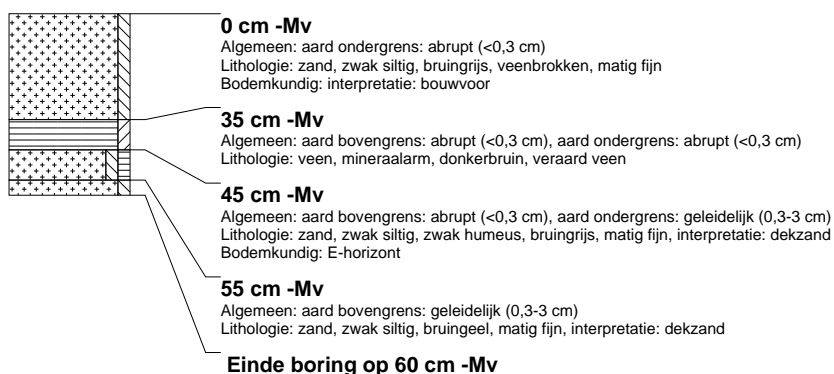 0 cm -Mv
Algemeen: aard ondergrens: abrupt (<0,3 cm)
Lithologie: zand, zwak siltig, bruingrijs, veenbrokken, matig fijn
Bodemkundig: interpretatie: bouwvoor
35 cm -Mv
Algemeen: aard bovengrens: abrupt (<0,3 cm), aard ondergrens: abrupt (<0,3 cm)
Lithologie: veen, mineraalarm, donkerbruin, veraard veen
45 cm -Mv
Algemeen: aard bovengrens: abrupt (<0,3 cm), aard ondergrens: geleidelijk (0,3-3 cm)
Lithologie: zand, zwak siltig, zwak humeus, bruingrijs, matig fijn, interpretatie: dekzand
Bodemkundig: E-horizont
55 cm -Mv
Algemeen: aard bovengrens: geleidelijk (0,3-3 cm)
Lithologie: zand, zwak siltig, bruingeel, matig fijn, interpretatie: dekzand
Einde boring op 60 cm -Mv